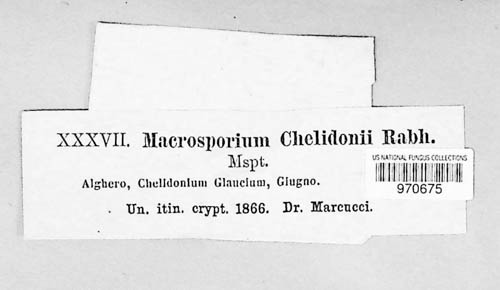 XXXVII. Macrosporium Chelidonii Rabh.
Mspt.
Alghero, Chelidonium Glaucium, Giugno.
Un. itin. crypt. 1866. Dr. Marcucci.
US NATIONAL FUNGUS COLLECTIONS
970675